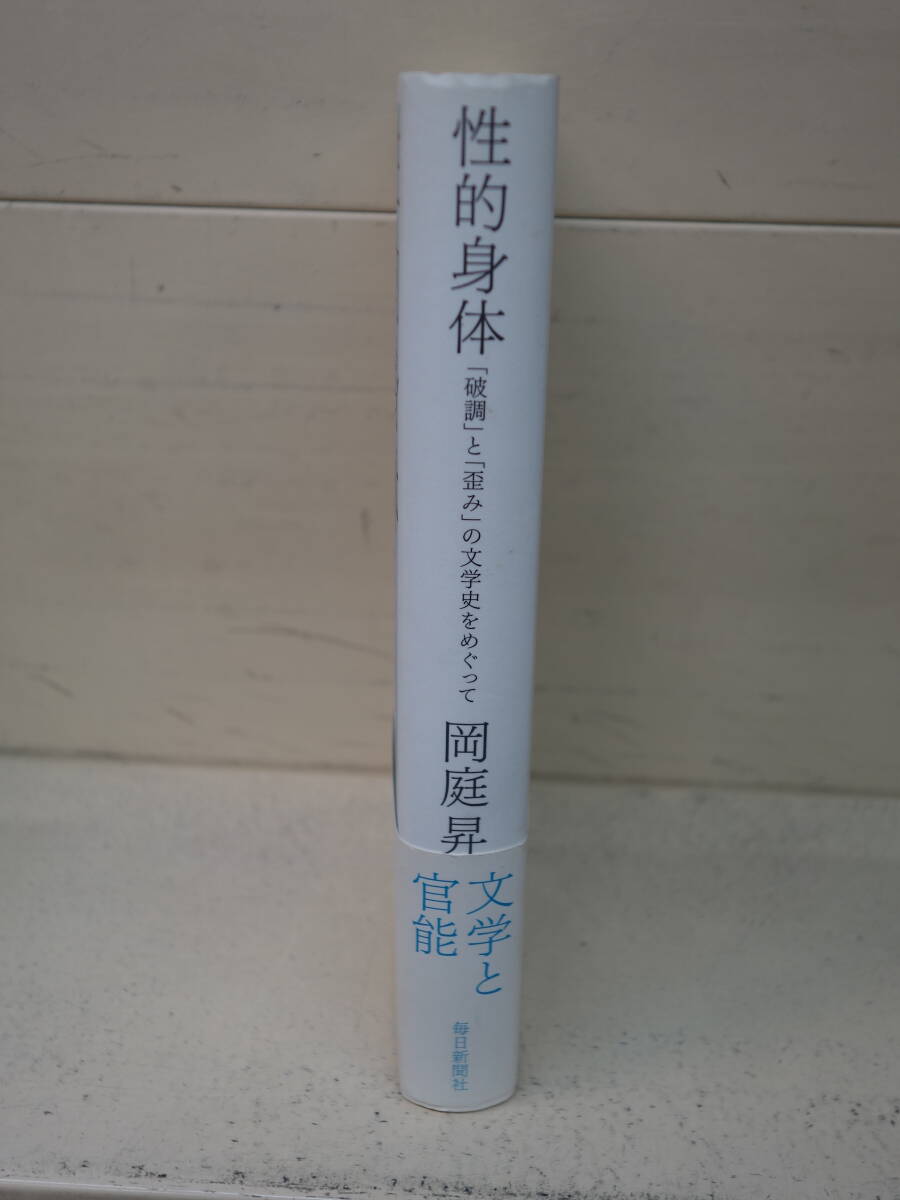 性的身体
「破調」と「歪み」の文学史をめぐって
岡庭昇
文学と
官能
毎日新聞社